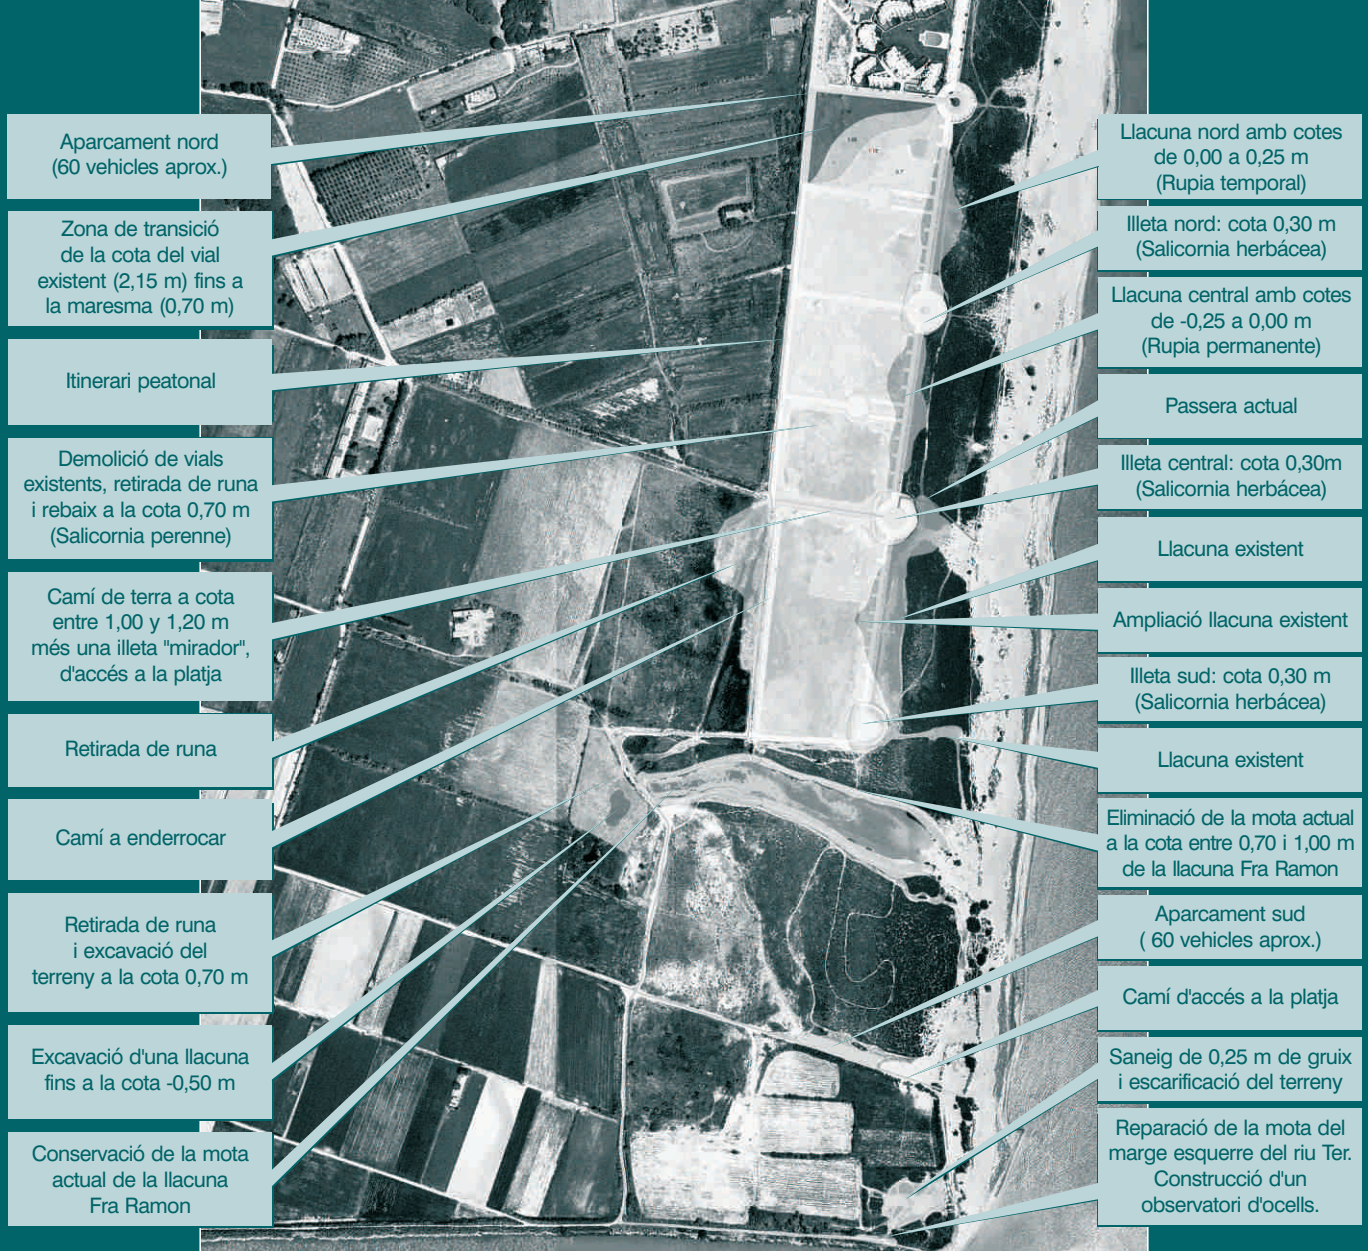 Aparcament nord
(60 vehicles aprox.)
Zona de transició
de la cota del vial
existent (2,15 m) fins a
la maresma (0,70 m)
Itinerari peatonal
Demolició de vials
existents, retirada de runa
i rebaix a la cota 0,70 m
(Salicornia perenne)
Camí de terra a cota
entre 1,00 y 1,20 m
més una illeta "mirador",
d'accés a la platja
Retirada de runa
Camí a enderrocar
Retirada de runa
i excavació del
terreny a la cota 0,70 m
Excavació d'una llacuna
fins a la cota -0,50 m
Conservació de la mota
actual de la llacuna
Fra Ramon
Llacuna nord amb cotes
de 0,00 a 0,25 m
(Rupia temporal)
Illeta nord: cota 0,30 m
(Salicornia herbácea)
Llacuna central amb cotes
de -0,25 a 0,00 m
(Rupia permanente)
Passera actual
Illeta central: cota 0,30m
(Salicornia herbácea)
Llacuna existent
Ampliació llacuna existent
Illeta sud: cota 0,30 m
(Salicornia herbácea)
Llacuna existent
Eliminació de la mota actual
a la cota entre 0,70 i 1,00 m
de la llacuna Fra Ramon
Aparcament sud
( 60 vehicles aprox.)
Camí d'accés a la platja
Saneig de 0,25 m de gruix
i escarificació del terreny
Reparació de la mota del
marge esquerre del riu Ter.
Construcció d'un
observatori d'ocells.